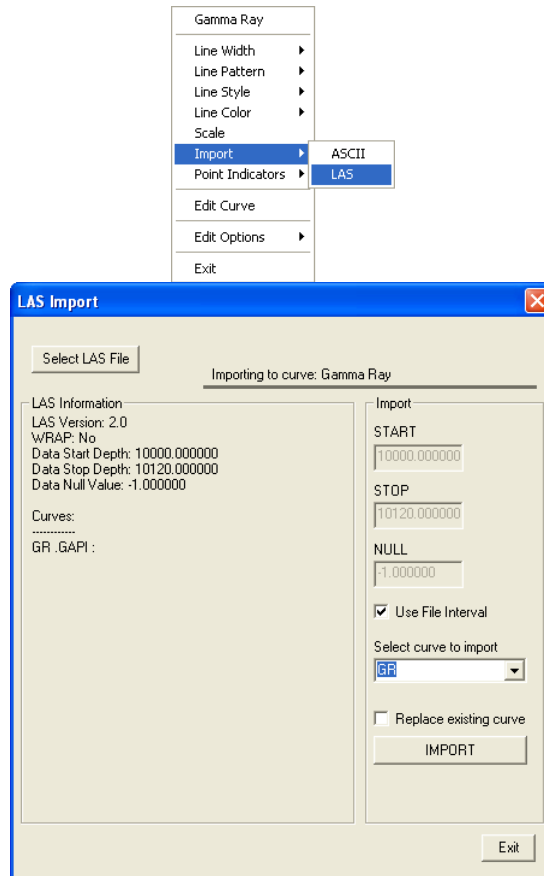 Gamma Ray
Line Width
Line Pattern
Line Style
Line Color
Scale
Import
ASCII
Point Indicators
LAS
Edit Curve
Edit Options
Exit
LAS Import
Select LAS File
Importing to curve: Gamma Ray
LAS Information
LAS Version: 2.0
WRAP: No
Data Start Depth: 10000.000000
Data Stop Depth: 10120.000000
Data Null Value: -1.000000
Curves:
------------
GR .GAPI :
Import
START
10000.000000
STOP
10120.000000
NULL
-1.000000
Use File Interval
Select curve to import
GR
Replace existing curve
IMPORT
Exit